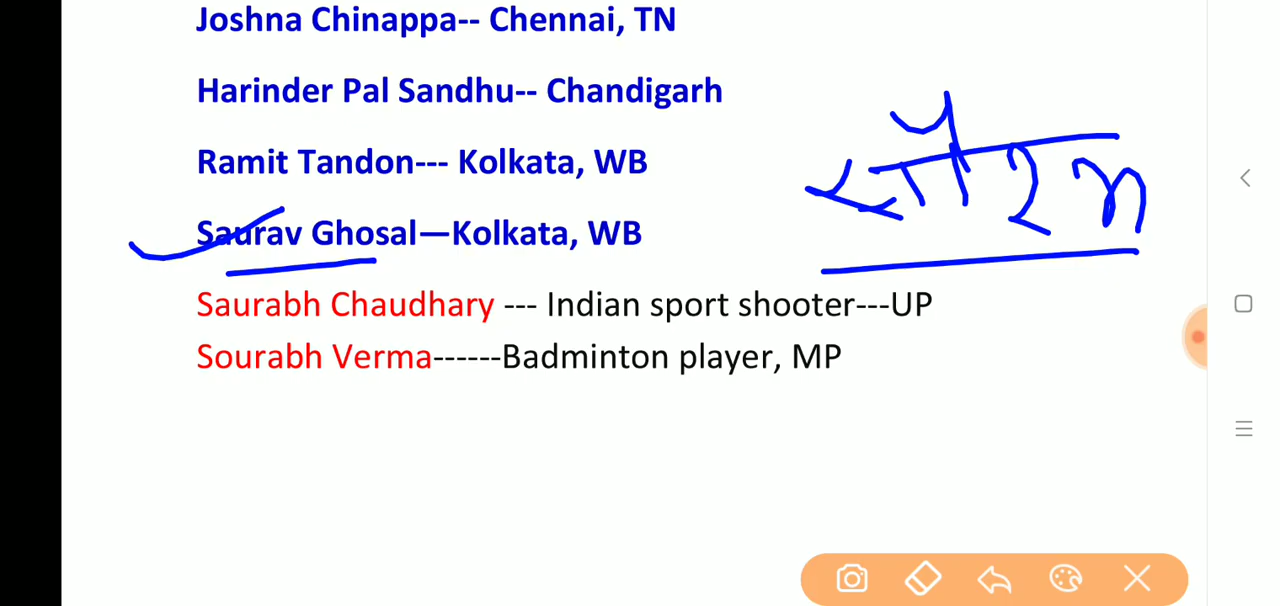 Joshna Chinappa-- Chennai, TN
Harinder Pal Sandhu-- Chandigarh
Ramit Tandon--- Kolkata, WB
Saurav Ghosal—Kolkata, WB
सौरभ
Saurabh Chaudhary --- Indian sport shooter---UP
Sourabh Verma------Badminton player, MP